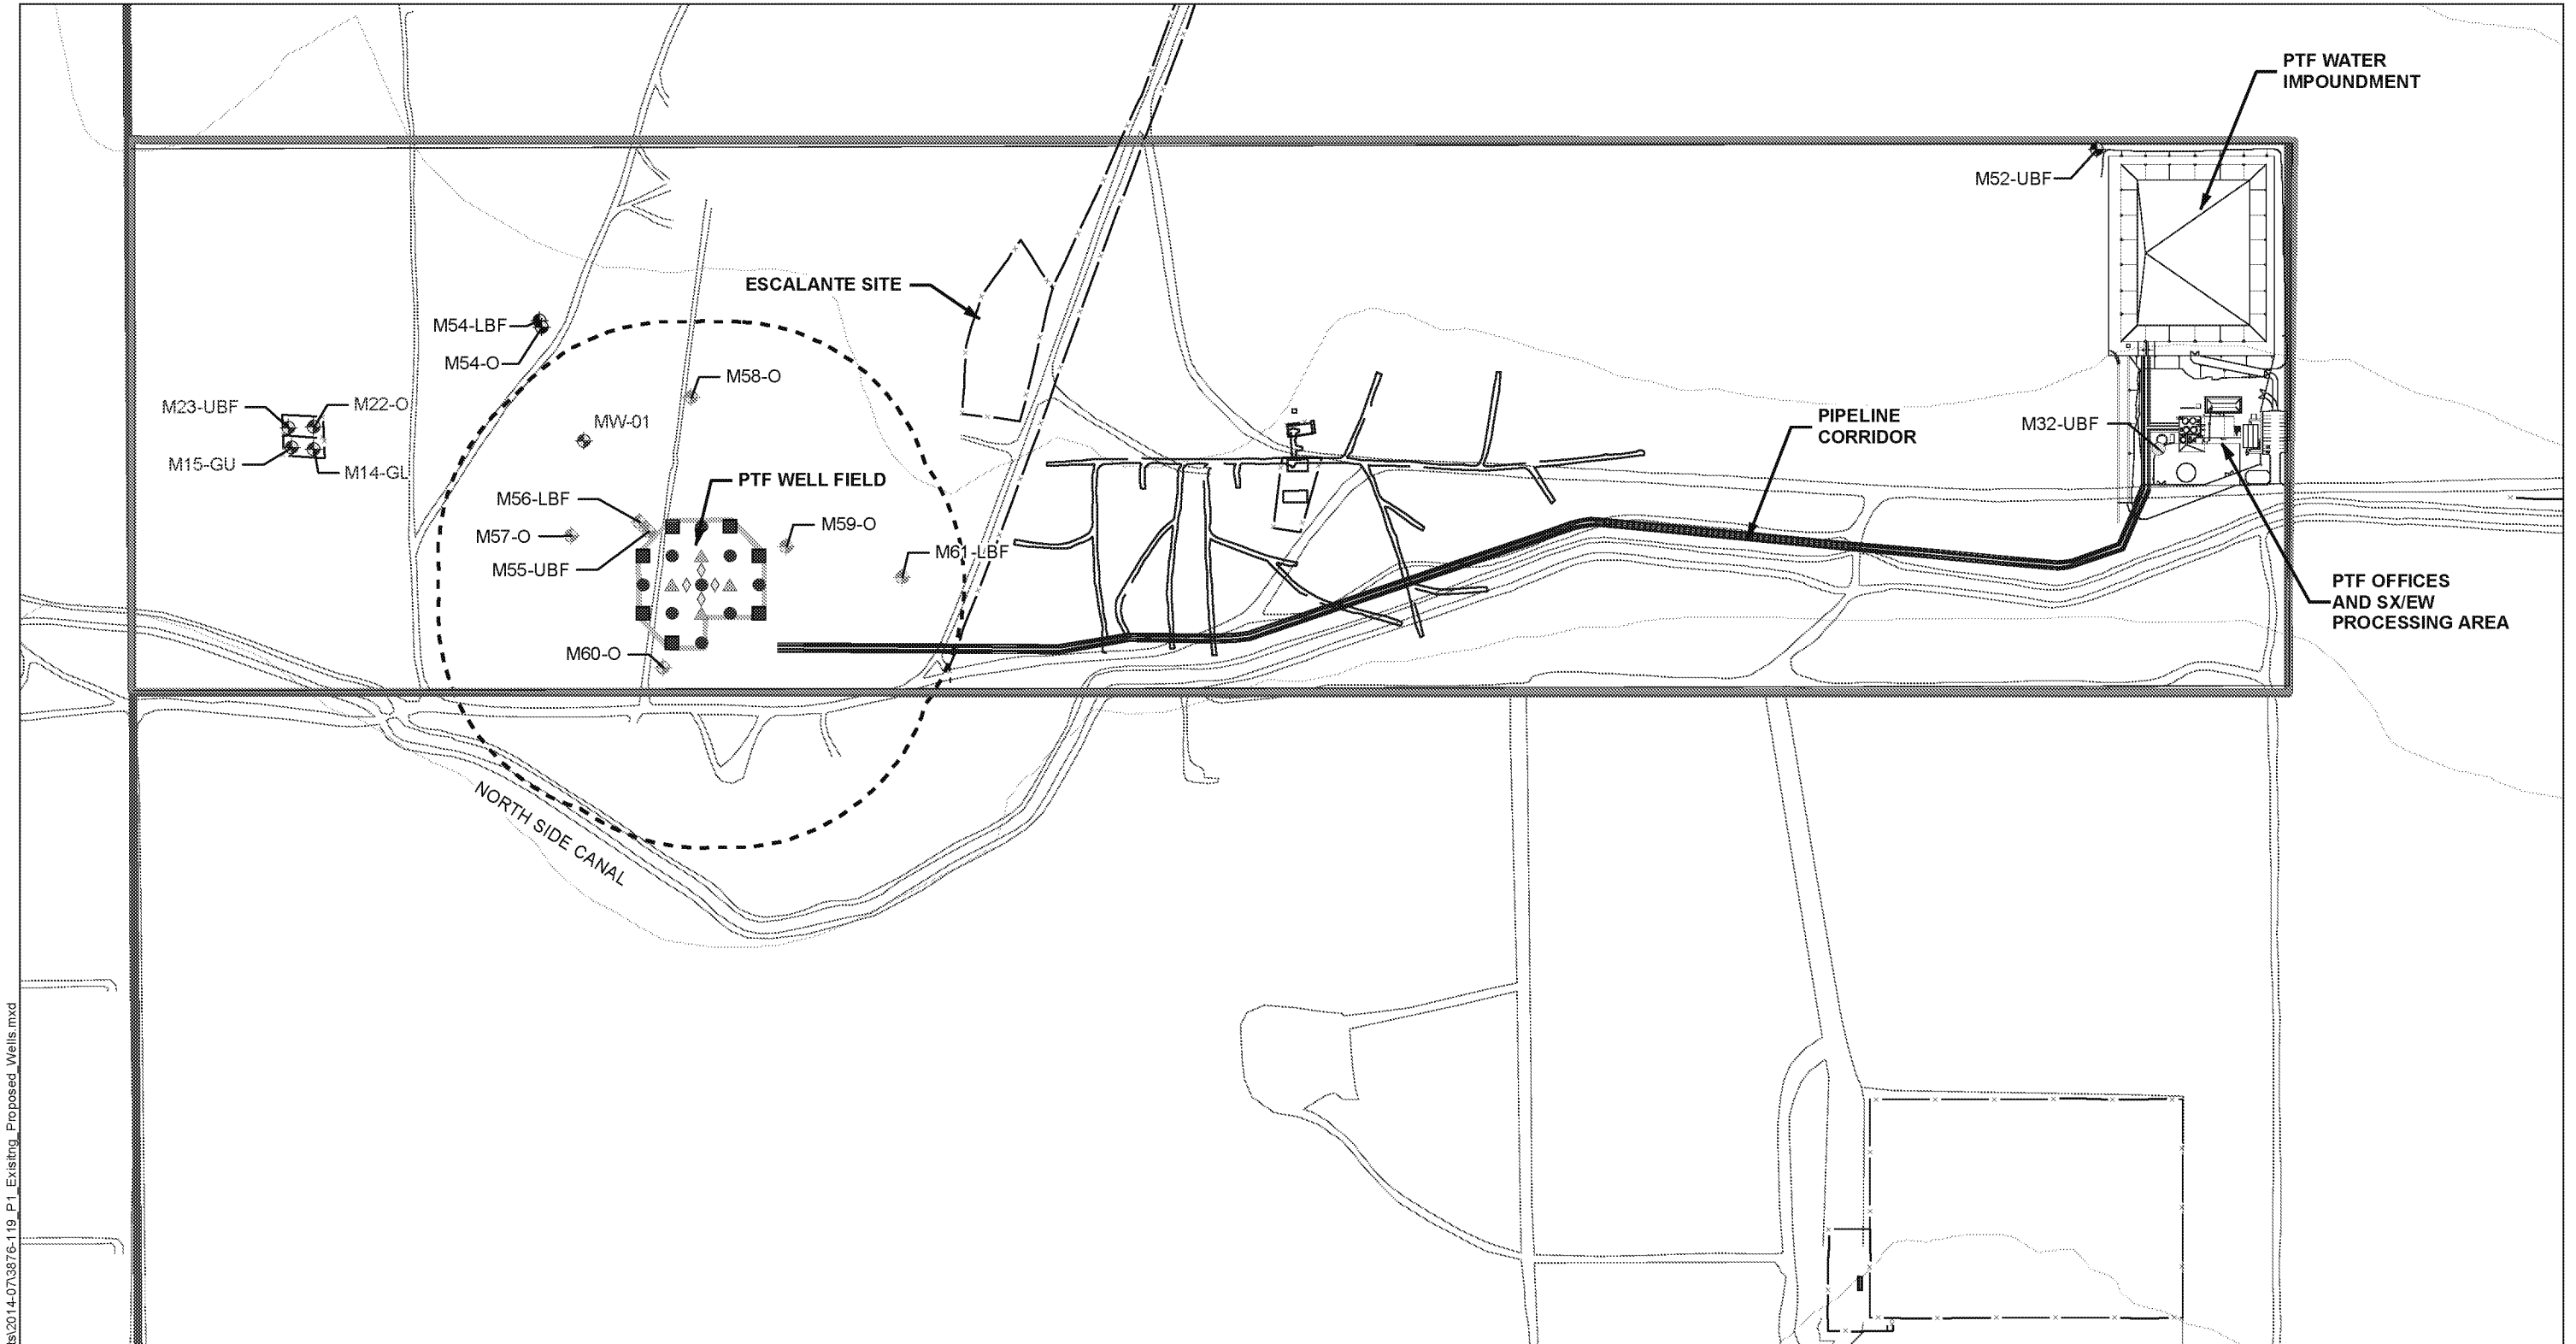 PTF WATER
IMPOUNDMENT
M52-UBF
ESCALANTE SITE
M54-LBF
M54-O
M58-O
M23-UBF
M22-O
MW-01
M15-GU
M14-GL
PIPELINE
CORRIDOR
M32-UBF
PTF WELL FIELD
M56-LBF
M57-O
M59-O
M61-LBF
M55-UBF
PTF OFFICES
AND SX/EW
PROCESSING AREA
M60-O
NORTH SIDE CANAL
ts\2014-07\3876-119_P1_Exisitng_Proposed_Wells.mxd